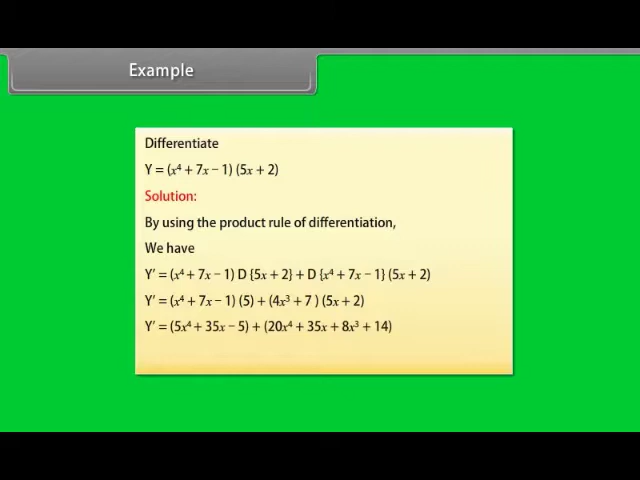 Example
Differentiate
Y = (x⁴ + 7x − 1) (5x + 2)
Solution:
By using the product rule of differentiation,
We have
Y′ = (x⁴ + 7x − 1) D {5x + 2} + D {x⁴ + 7x − 1} (5x + 2)
Y′ = (x⁴ + 7x − 1) (5) + (4x³ + 7 ) (5x + 2)
Y′ = (5x⁴ + 35x − 5) + (20x⁴ + 35x + 8x³ + 14)